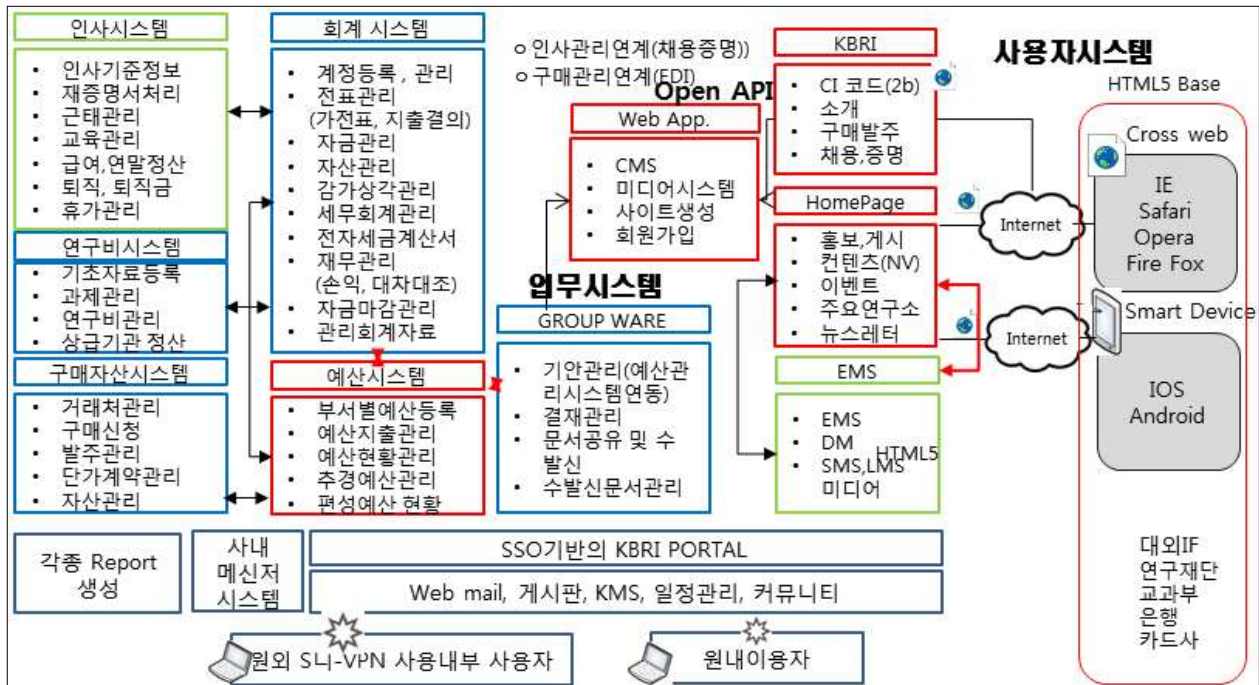 인사시스템
• 인사기준정보
• 재증명서처리
• 근태관리
• 교육관리
• 급여,연말정산
• 퇴직, 퇴직금
• 휴가관리
연구비시스템
• 기초자료등록
• 과제관리
• 연구비관리
• 상급기관 정산
구매자산시스템
• 거래처관리
• 구매신청
• 발주관리
• 단가계약관리
• 자산관리
회계 시스템
• 계정등록 , 관리
• 전표관리
(가전표, 지출결의)
• 자금관리
• 자산관리
• 감가상각관리
• 세무회계관리
• 전자세금계산서
• 재무관리
(손익, 대차대조)
• 자금마감관리
• 관리회계자료
예산시스템
• 부서별예산등록
• 예산지출관리
• 예산현황관리
• 추경예산관리
• 편성예산 현황
ㅇ인사관리연계(채용증명))
ㅇ구매관리연계(EDI)
Open API
Web App.
• CMS
• 미디어시스템
• 사이트생성
• 회원가입
업무시스템
GROUP WARE
• 기안관리(예산관
리시스템연동)
• 결재관리
• 문서공유 및 수
발신
• 수발신문서관리
KBRI
• CI 코드(2b)
• 소개
• 구매발주
• 채용,증명
HomePage
• 홍보,게시
• 컨텐츠(NV)
• 이벤트
• 주요연구소
• 뉴스레터
EMS
• EMS
• DM
HTML5
• SMS,LMS
미디어
사용자시스템
HTML5 Base
Cross web
IE
Safari
Opera
Fire Fox
Internet
Internet
Smart Device
IOS
Android
대외IF
연구재단
교과부
은행
카드사
각종 Report
생성
사내
메신저
시스템
SSO기반의 KBRI PORTAL
Web mail, 게시판, KMS, 일정관리, 커뮤니티
원외 사용내부 사용자
원내이용자